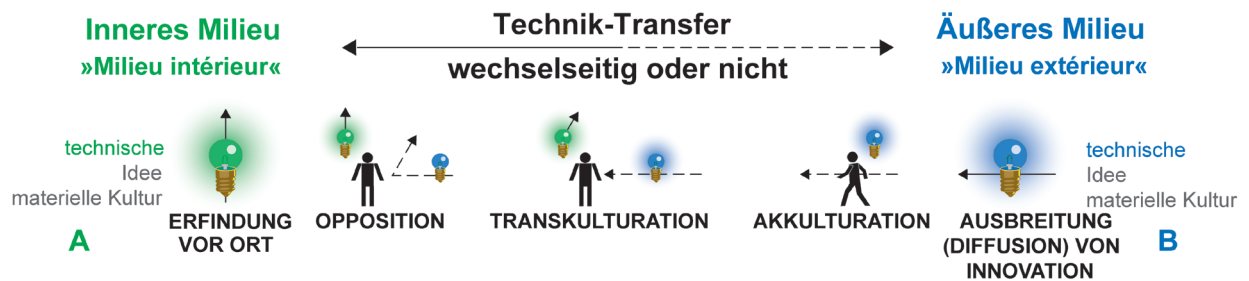 Inneres Milieu
»Milieu intérieur«
Technik-Transfer
wechselseitig oder nicht
Äußeres Milieu
»Milieu extérieur«
technische
Idee
materielle Kultur
A
ERFINDUNG
VOR ORT
OPPOSITION
TRANSKULTURATION
AKKULTURATION
AUSBREITUNG
(DIFFUSION) VON
INNOVATION
technische
Idee
materielle Kultur
B